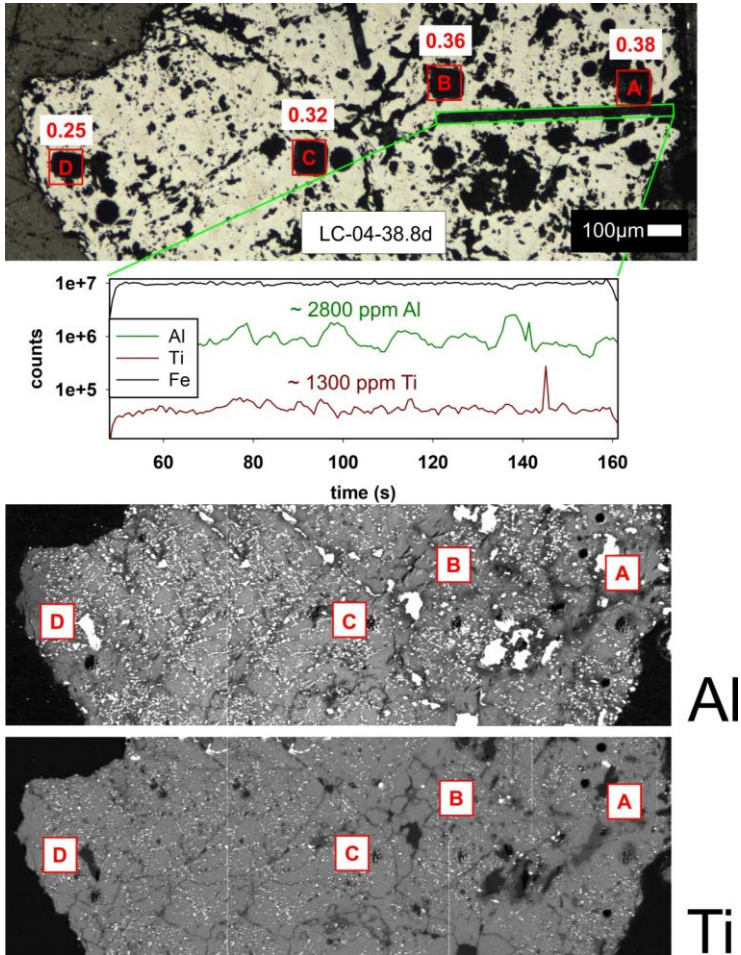 0.36
0.38
B
A
0.32
0.25
C
D
LC-04-38.8d
100µm
1e+7
~ 2800 ppm Al
1e+6
Al
Ti
Fe
counts
~ 1300 ppm Ti
1e+5
60 80 100 120 140 160
time (s)
B
A
D
C
Al
B
A
D
C
Ti